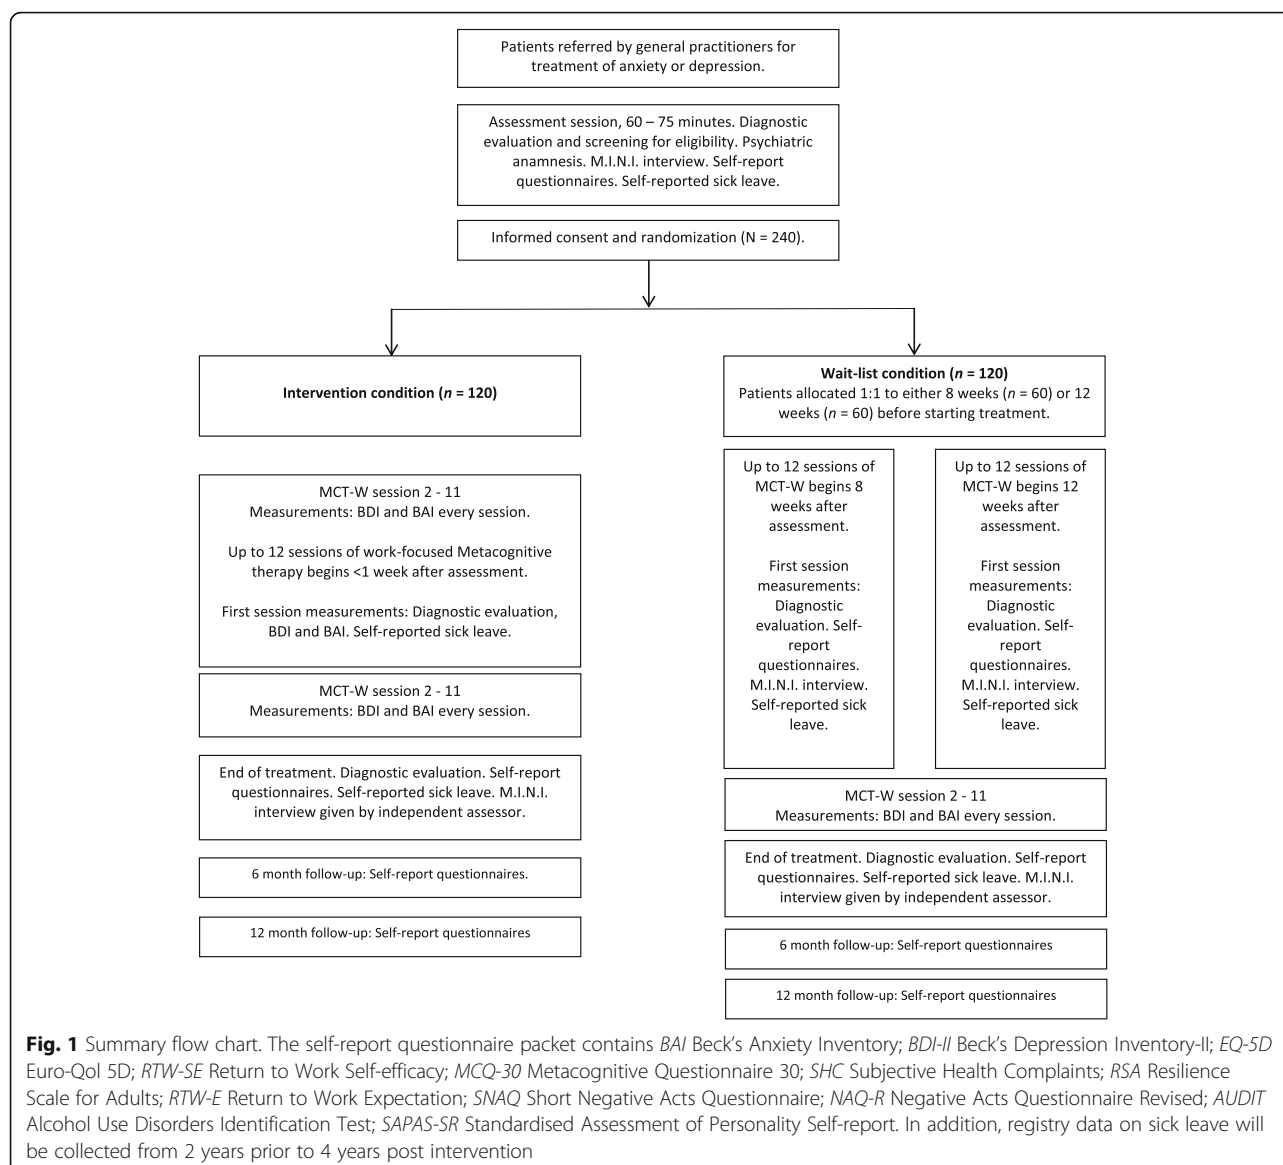 Patients referred by general practitioners for
treatment of anxiety or depression.
Assessment session, 60 – 75 minutes. Diagnostic
evaluation and screening for eligibility. Psychiatric
anamnesis. M.I.N.I. interview. Self-report
questionnaires. Self-reported sick leave.
Informed consent and randomization (N = 240).
Intervention condition (n = 120)
MCT-W session 2 - 11
Measurements: BDI and BAI every session.
Up to 12 sessions of work-focused Metacognitive
therapy begins <1 week after assessment.
First session measurements: Diagnostic evaluation,
BDI and BAI. Self-reported sick leave.
MCT-W session 2 - 11
Measurements: BDI and BAI every session.
End of treatment. Diagnostic evaluation. Self-report
questionnaires. Self-reported sick leave. M.I.N.I.
interview given by independent assessor.
6 month follow-up: Self-report questionnaires.
12 month follow-up: Self-report questionnaires
Wait-list condition (n = 120)
Patients allocated 1:1 to either 8 weeks (n = 60) or 12
weeks (n = 60) before starting treatment.
Up to 12 sessions of
MCT-W begins 8
weeks after
assessment.
First session
measurements:
Diagnostic
evaluation. Self-
report
questionnaires.
M.I.N.I. interview.
Self-reported sick
leave.
Up to 12 sessions of
MCT-W begins 12
weeks after
assessment.
First session
measurements:
Diagnostic
evaluation. Self-
report
questionnaires.
M.I.N.I. interview.
Self-reported sick
leave.
MCT-W session 2 - 11
Measurements: BDI and BAI every session.
End of treatment. Diagnostic evaluation. Self-report
questionnaires. Self-reported sick leave. M.I.N.I.
interview given by independent assessor.
6 month follow-up: Self-report questionnaires
12 month follow-up: Self-report questionnaires
Fig. 1 Summary flow chart. The self-report questionnaire packet contains BAI Beck's Anxiety Inventory; BDI-II Beck's Depression Inventory-II; EQ-5D
Euro-Qol 5D; RTW-SE Return to Work Self-efficacy; MCQ-30 Metacognitive Questionnaire 30; SHC Subjective Health Complaints; RSA Resilience
Scale for Adults; RTW-E Return to Work Expectation; SNAQ Short Negative Acts Questionnaire; NAQ-R Negative Acts Questionnaire Revised; AUDIT
Alcohol Use Disorders Identification Test; SAPAS-SR Standardised Assessment of Personality Self-report. In addition, registry data on sick leave will
be collected from 2 years prior to 4 years post intervention